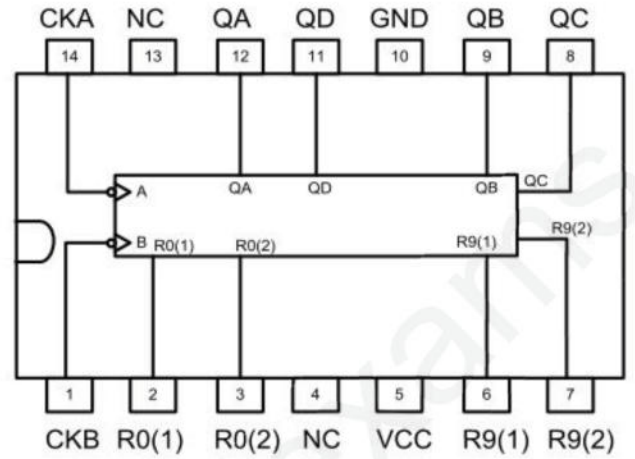 CKA NC QA QD GND QB QC
14 13 12 11 10 9 8
A QA QD QB QC
B R0(1) R0(2) R9(1) R9(2)
1 2 3 4 5 6 7
CKB R0(1) R0(2) NC VCC R9(1) R9(2)
exams